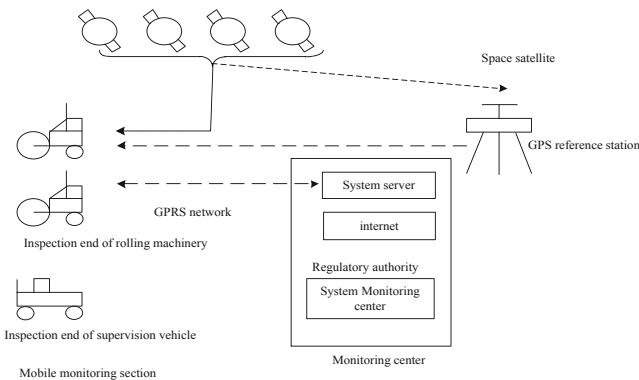 Space satellite
GPS reference station
System server
GPRS network
internet
Inspection end of rolling machinery
Regulatory authority
System Monitoring
center
Inspection end of supervision vehicle
Monitoring center
Mobile monitoring section